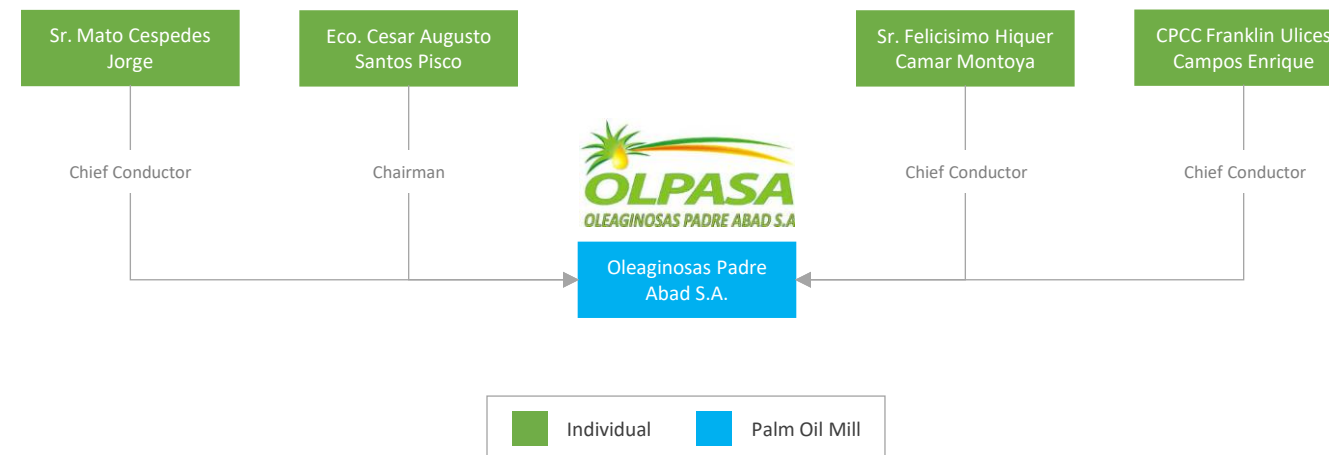 Sr. Mato Cespedes
Jorge
Eco. Cesar Augusto
Santos Pisco
Sr. Felicisimo Hiquer
Camar Montoya
CPCC Franklin Ulices
Campos Enrique
Chief Conductor
Chairman
Chief Conductor
Chief Conductor
OLPASA
OLEAGINOSAS PADRE ABAD S.A
Oleaginosas Padre
Abad S.A.
Individual
Palm Oil Mill